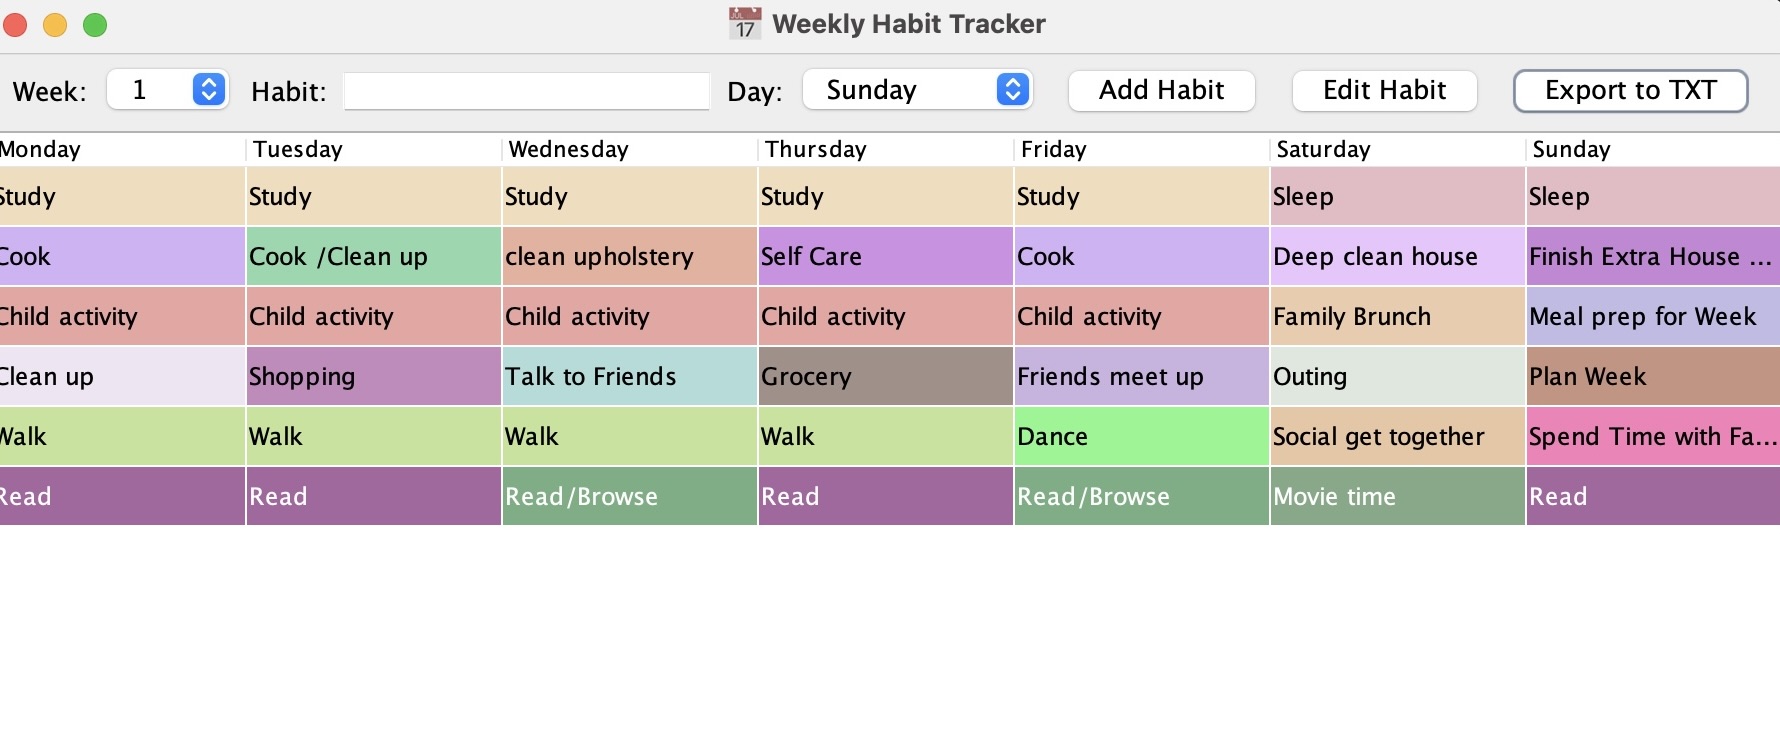 JUL 17 Weekly Habit Tracker
Week: 1 Habit: Day: Sunday Add Habit Edit Habit Export to TXT
Monday Tuesday Wednesday Thursday Friday Saturday Sunday
Study Study Study Study Study Sleep Sleep
Cook Cook /Clean up clean upholstery Self Care Cook Deep clean house Finish Extra House ...
Child activity Child activity Child activity Child activity Child activity Family Brunch Meal prep for Week
Clean up Shopping Talk to Friends Grocery Friends meet up Outing Plan Week
Walk Walk Walk Walk Dance Social get together Spend Time with Fa...
Read Read Read/Browse Read Read/Browse Movie time Read